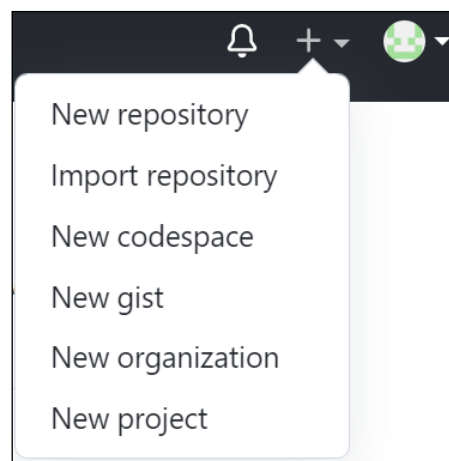 New repository
Import repository
New codespace
New gist
New organization
New project